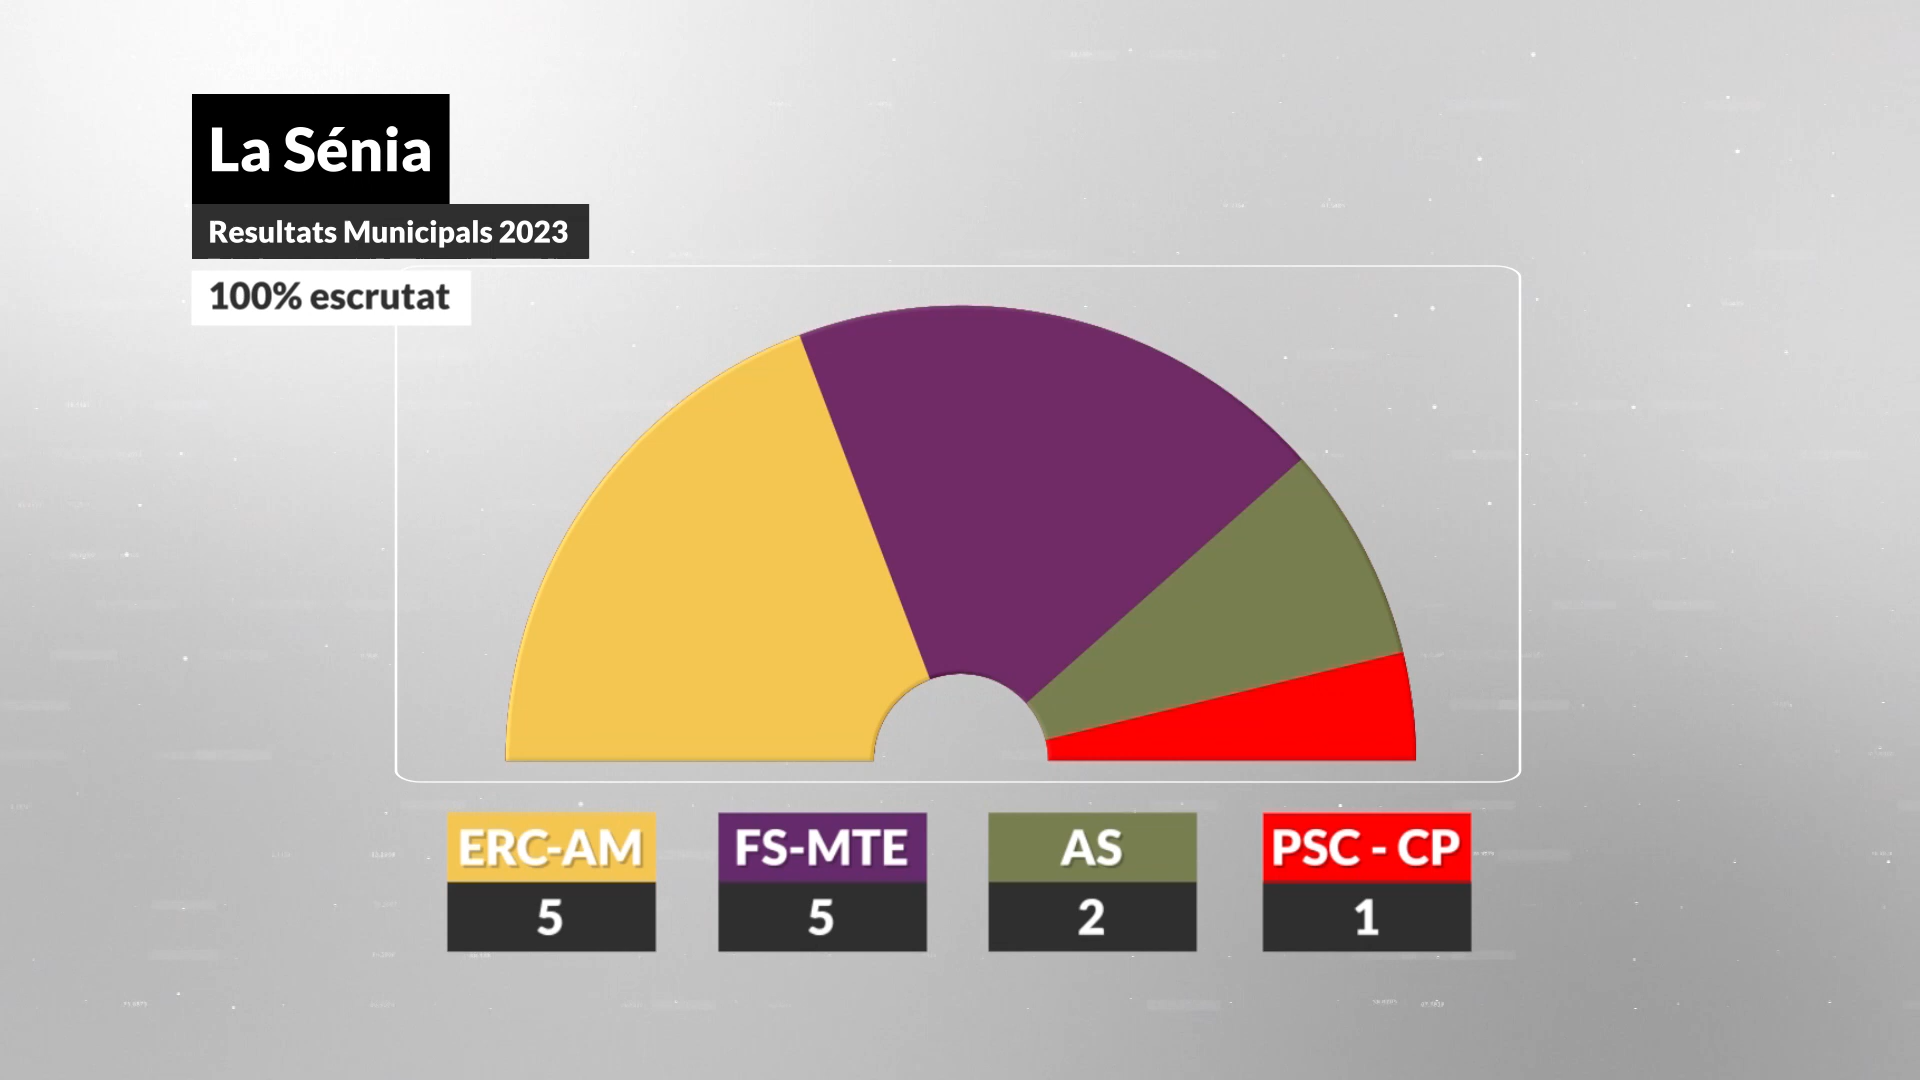 La Sénia
Resultats Municipals 2023
100% escrutat
ERC-AM
FS-MTE
AS
PSC - CP
5
5
2
1